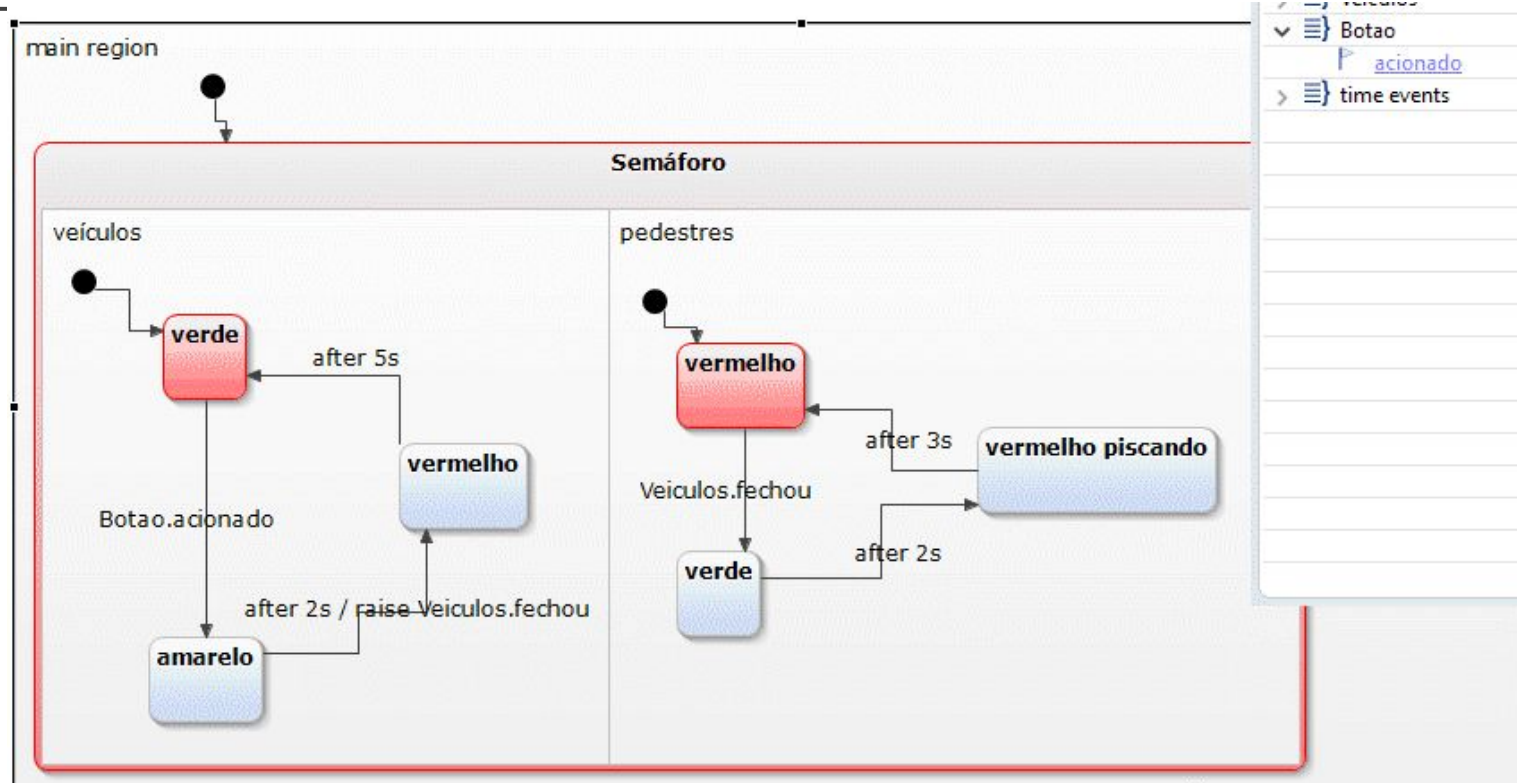 main region
Semáforo
veículos
verde
after 5s
vermelho
Botao.acionado
after 2s / raise Veiculos.fechou
amarelo
pedestres
vermelho
after 3s
vermelho piscando
Veiculos.fechou
after 2s
verde
Botao
acionado
time events